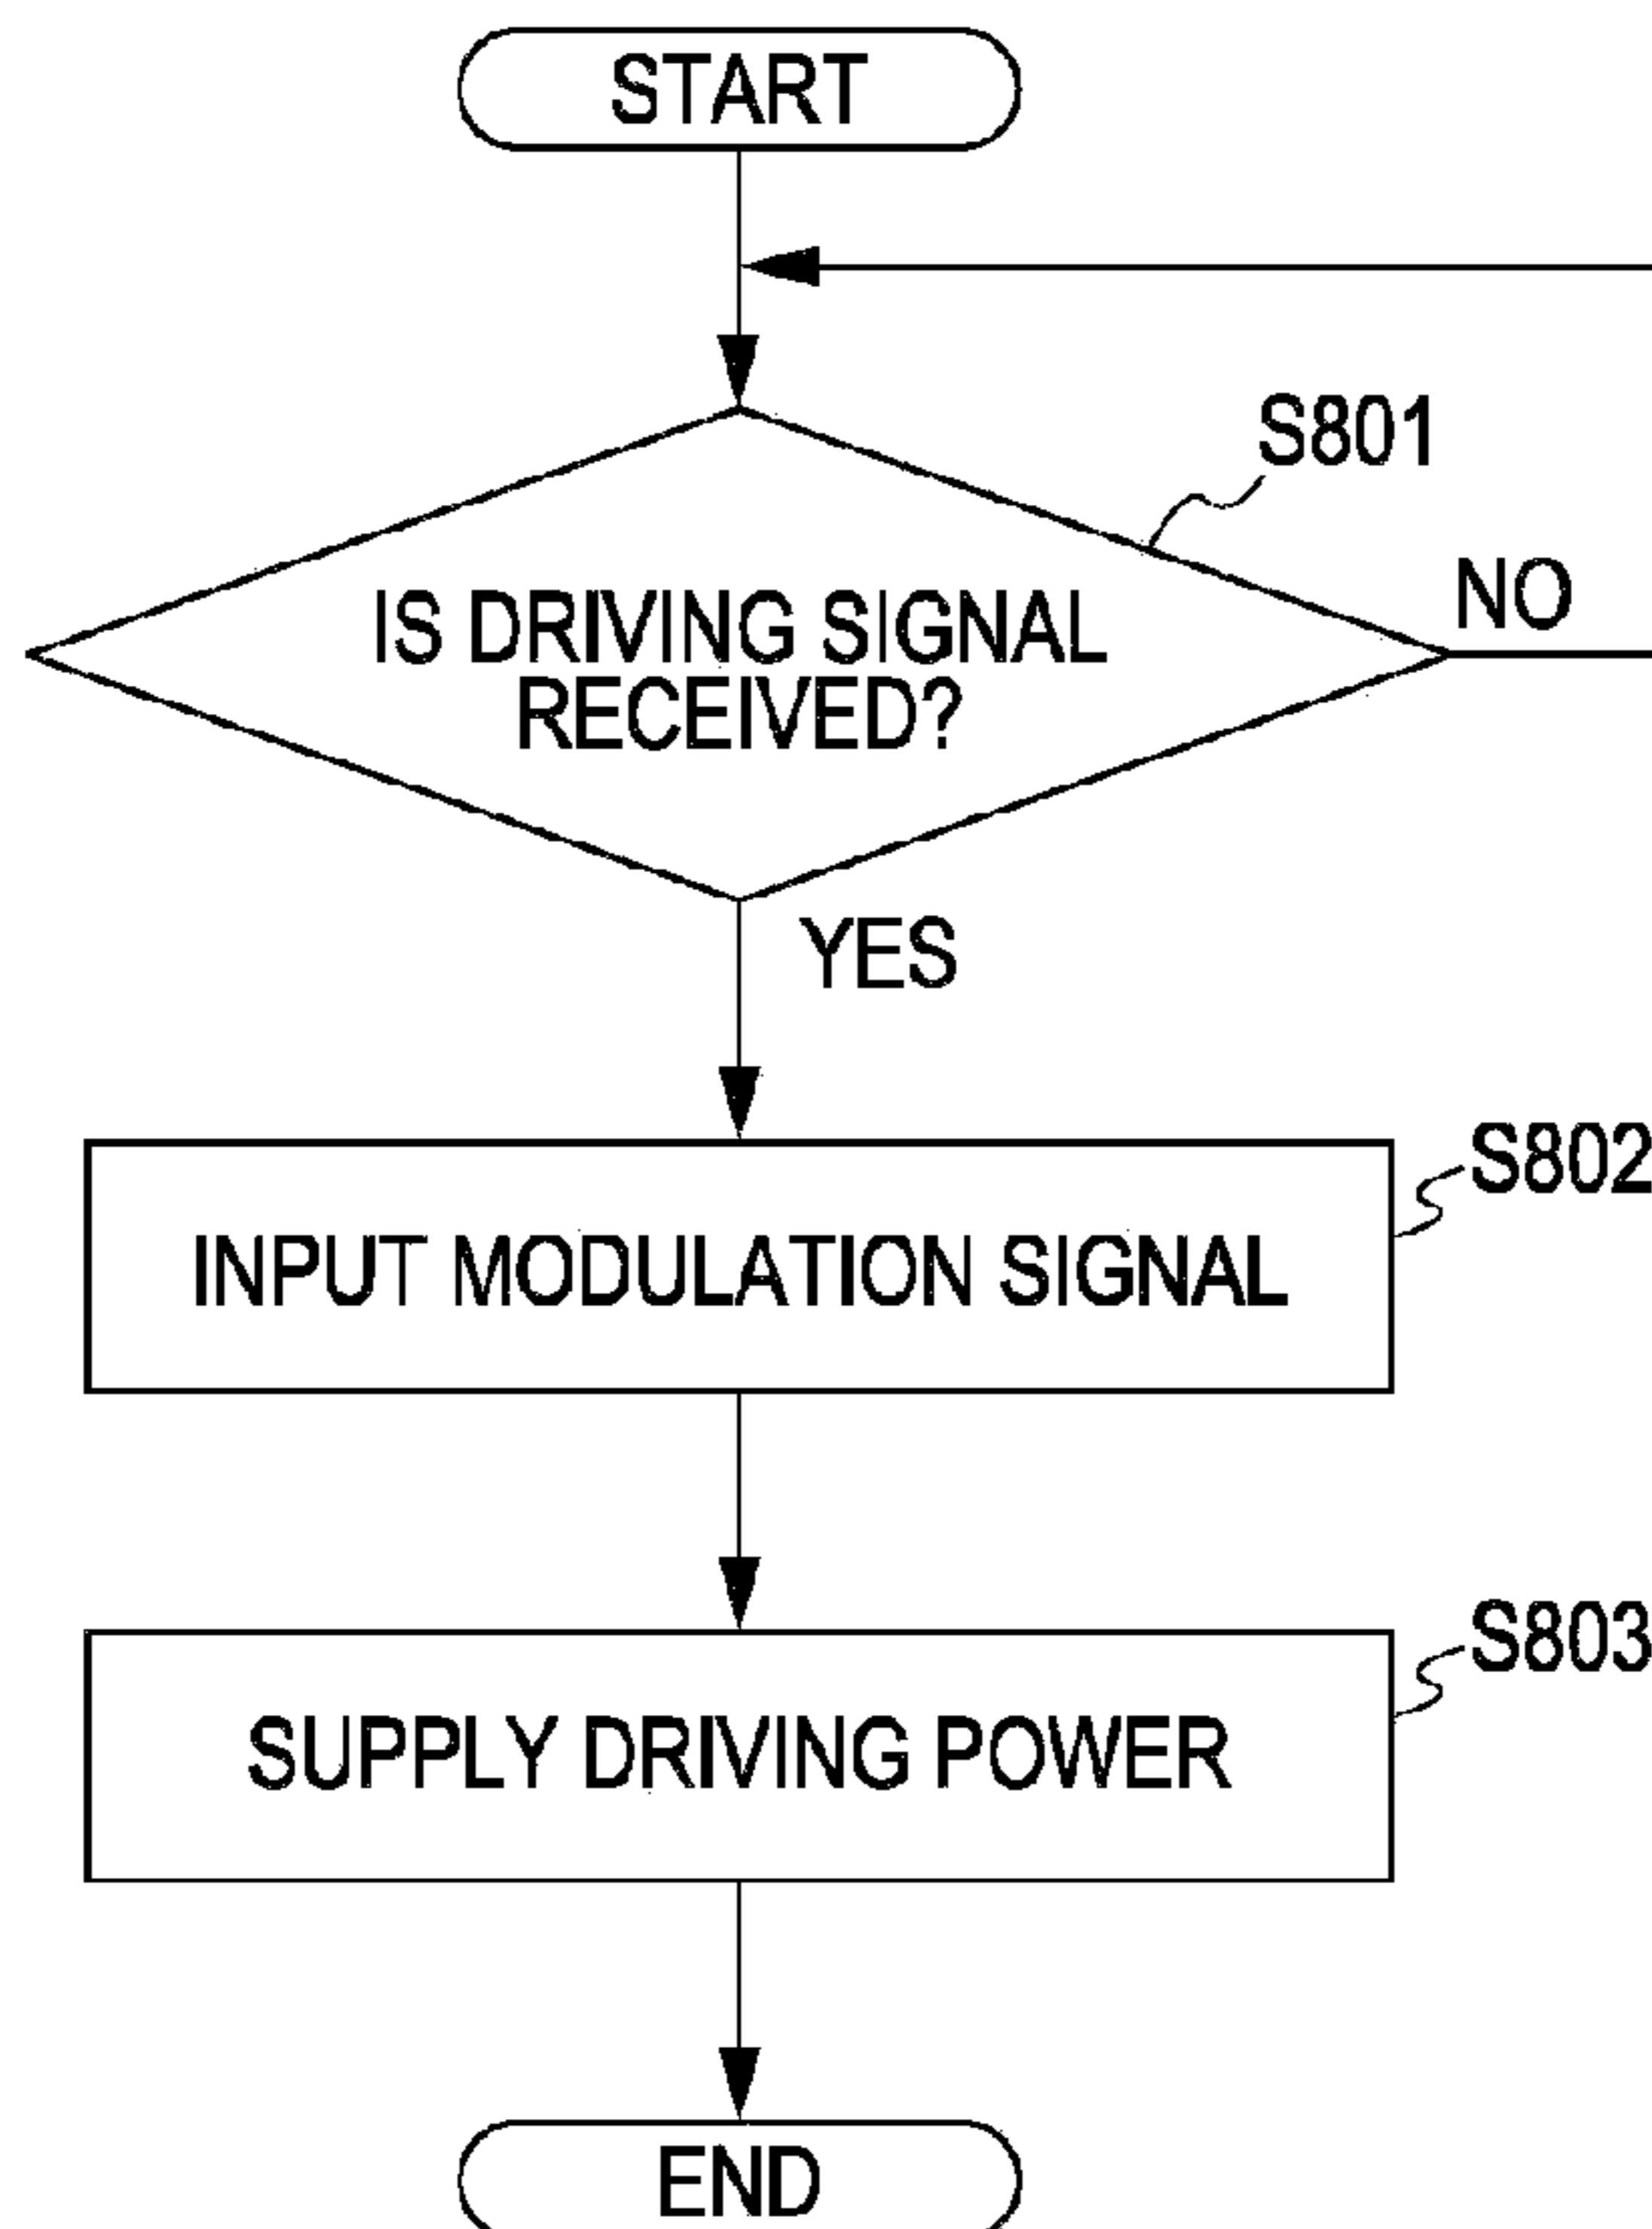 START
S801
IS DRIVING SIGNAL
RECEIVED?
NO
YES
S802
INPUT MODULATION SIGNAL
S803
SUPPLY DRIVING POWER
END